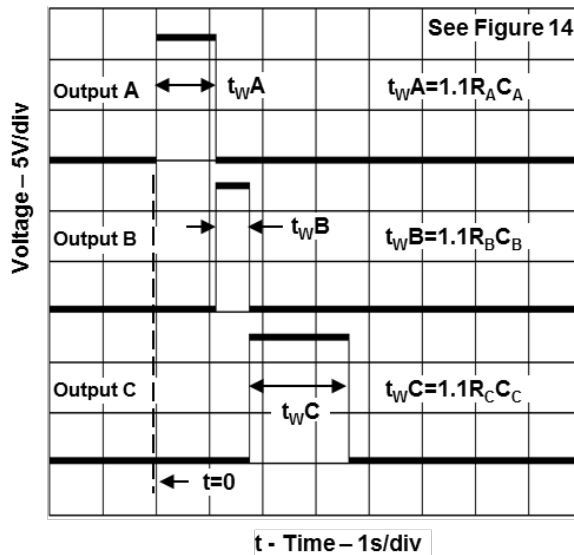 See Figure 14
Voltage – 5V/div
Output A
tWA
tWA=1.1RACA
Output B
tWB
tWB=1.1RBCB
Output C
tWC
tWC=1.1RCCC
t=0
t - Time – 1s/div